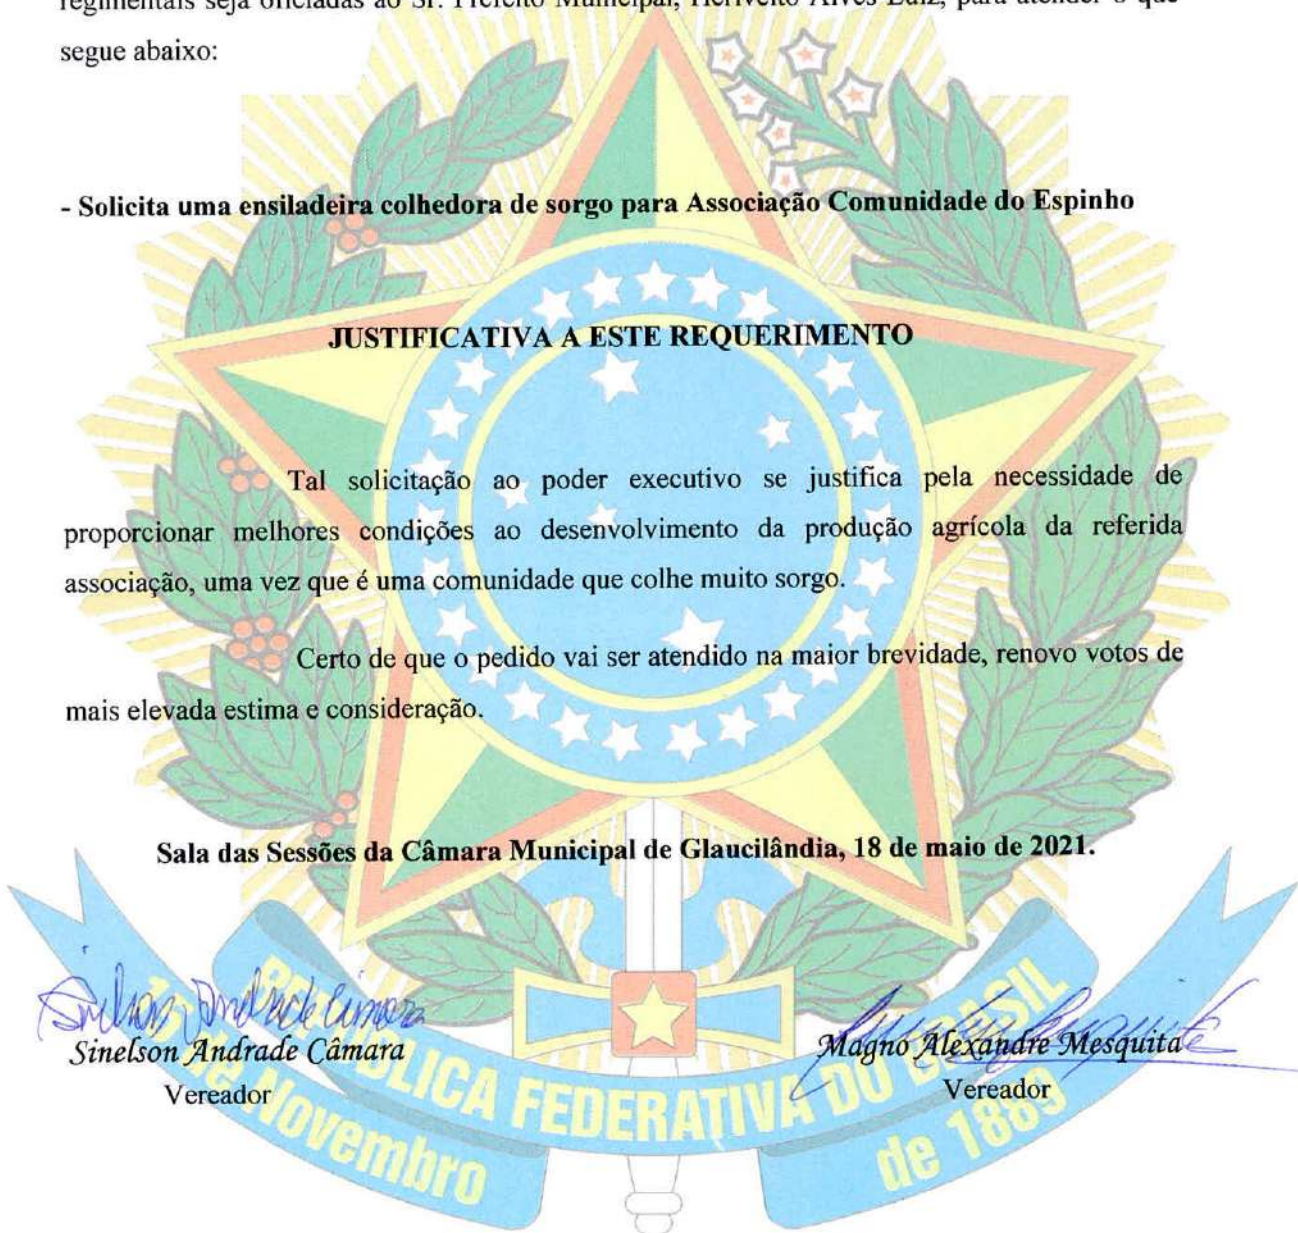 regimentais seja oficiadas ao Sr. Prefeito Municipal, Herivelto Alves Luiz, para atender o que
segue abaixo:
- Solicita uma ensiladeira colhedora de sorgo para Associação Comunidade do Espinho
JUSTIFICATIVA A ESTE REQUERIMENTO
Tal solicitação ao poder executivo se justifica pela necessidade de
proporcionar melhores condições ao desenvolvimento da produção agrícola da referida
associação, uma vez que é uma comunidade que colhe muito sorgo.
Certo de que o pedido vai ser atendido na maior brevidade, renovo votos de
mais elevada estima e consideração.
Sala das Sessões da Câmara Municipal de Glaucilândia, 18 de maio de 2021.
Sinelson Andrade Câmara
Sinelson Andrade Câmara
Vereador
Magno Alexandre Mesquita
Vereador
REPÚBLICA FEDERATIVA DO BRASIL
15 de Novembro
de 1889